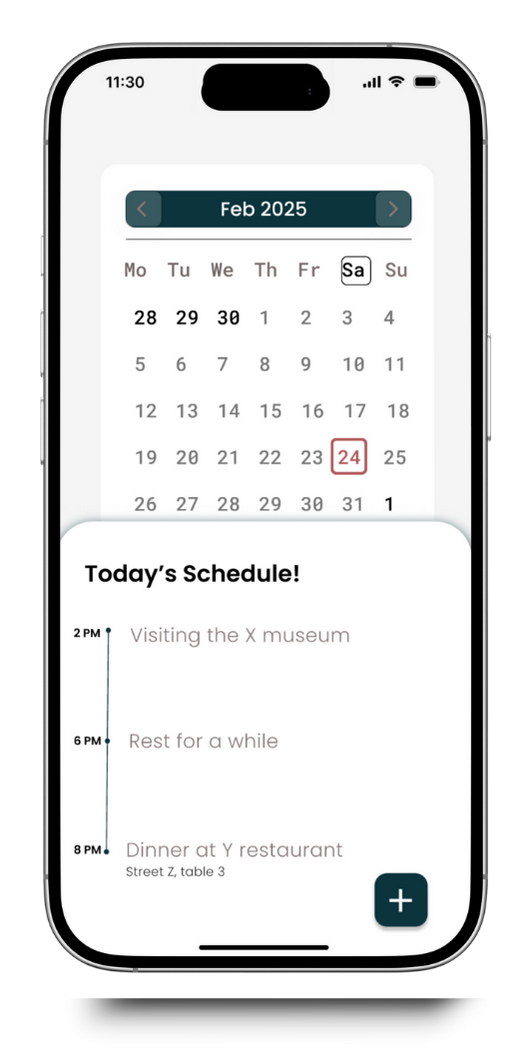 11:30
Feb 2025
Mo Tu We Th Fr Sa Su
28 29 30 1 2 3 4
5 6 7 8 9 10 11
12 13 14 15 16 17 18
19 20 21 22 23 24 25
26 27 28 29 30 31 1
Today's Schedule!
2 PM Visiting the X museum
6 PM Rest for a while
8 PM Dinner at Y restaurant
Street Z, table 3